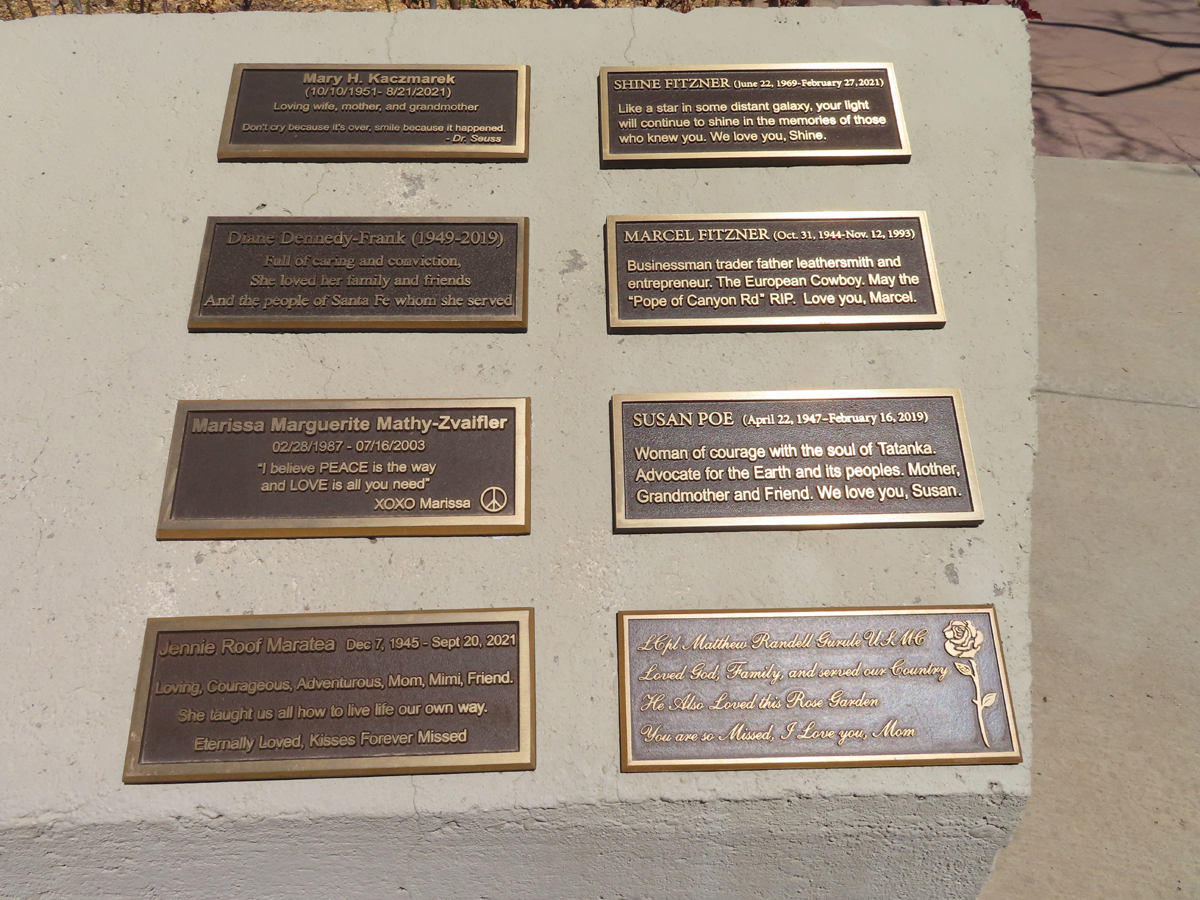 Mary H. Kaczmarek
(10/10/1951- 8/21/2021)
Loving wife, mother, and grandmother
Don't cry because it's over, smile because it happened.
- Dr. Seuss
SHINE FITZNER (June 22, 1969-February 27, 2021)
Like a star in some distant galaxy, your light
will continue to shine in the memories of those
who knew you. We love you, Shine.
Diane Dennedy-Frank (1949-2019)
Full of caring and conviction,
She loved her family and friends
And the people of Santa Fe whom she served
MARCEL FITZNER (Oct. 31, 1944-Nov. 12, 1993)
Businessman trader father leathersmith and
entrepreneur. The European Cowboy. May the
"Pope of Canyon Rd" RIP. Love you, Marcel.
Marissa Marguerite Mathy-Zvaifler
02/28/1987 - 07/16/2003
"I believe PEACE is the way
and LOVE is all you need"
XOXO Marissa
SUSAN POE (April 22, 1947–February 16, 2019)
Woman of courage with the soul of Tatanka.
Advocate for the Earth and its peoples. Mother,
Grandmother and Friend. We love you, Susan.
Jennie Roof Maratea Dec 7, 1945 - Sept 20, 2021
Loving, Courageous, Adventurous, Mom, Mimi, Friend.
She taught us all how to live life our own way.
Eternally Loved, Kisses Forever Missed
LCpl Matthew Randell Gurule U.S.M.C
Loved God, Family, and served our Country
He Also Loved this Rose Garden
You are so Missed, I Love you, Mom